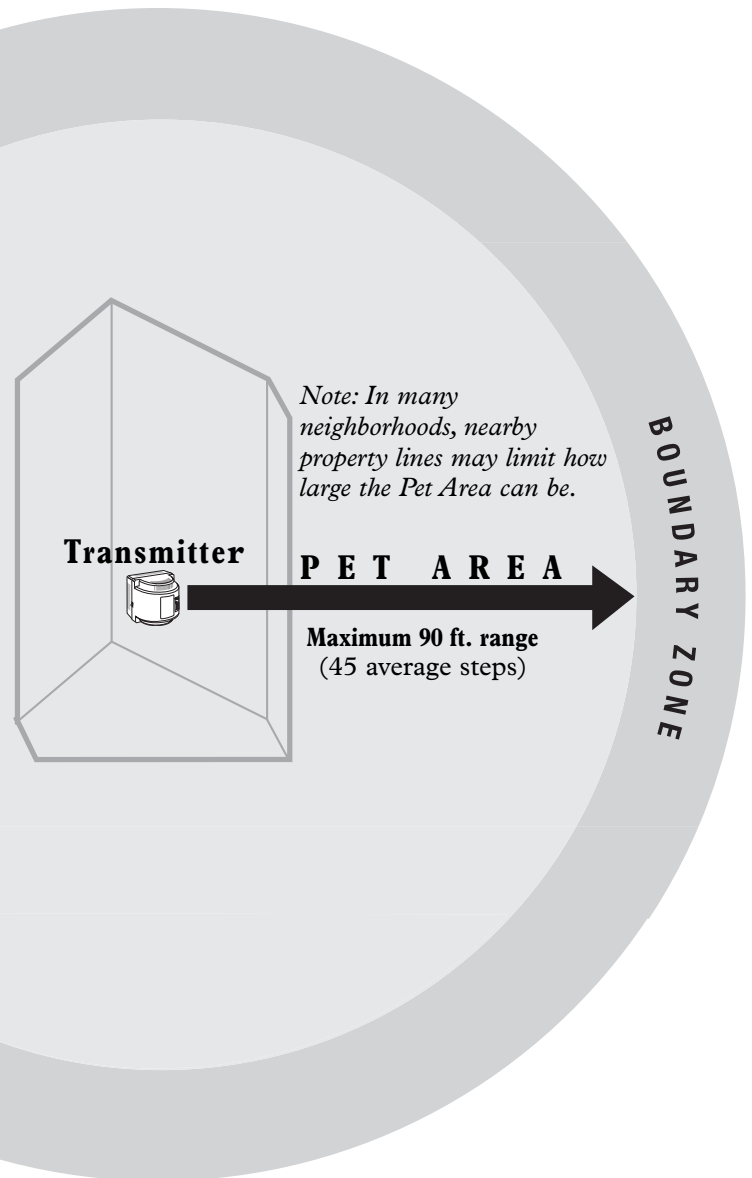 Note: In many
neighborhoods, nearby
property lines may limit how
large the Pet Area can be.
Transmitter
PET AREA
Maximum 90 ft. range
(45 average steps)
BOUNDARY ZONE